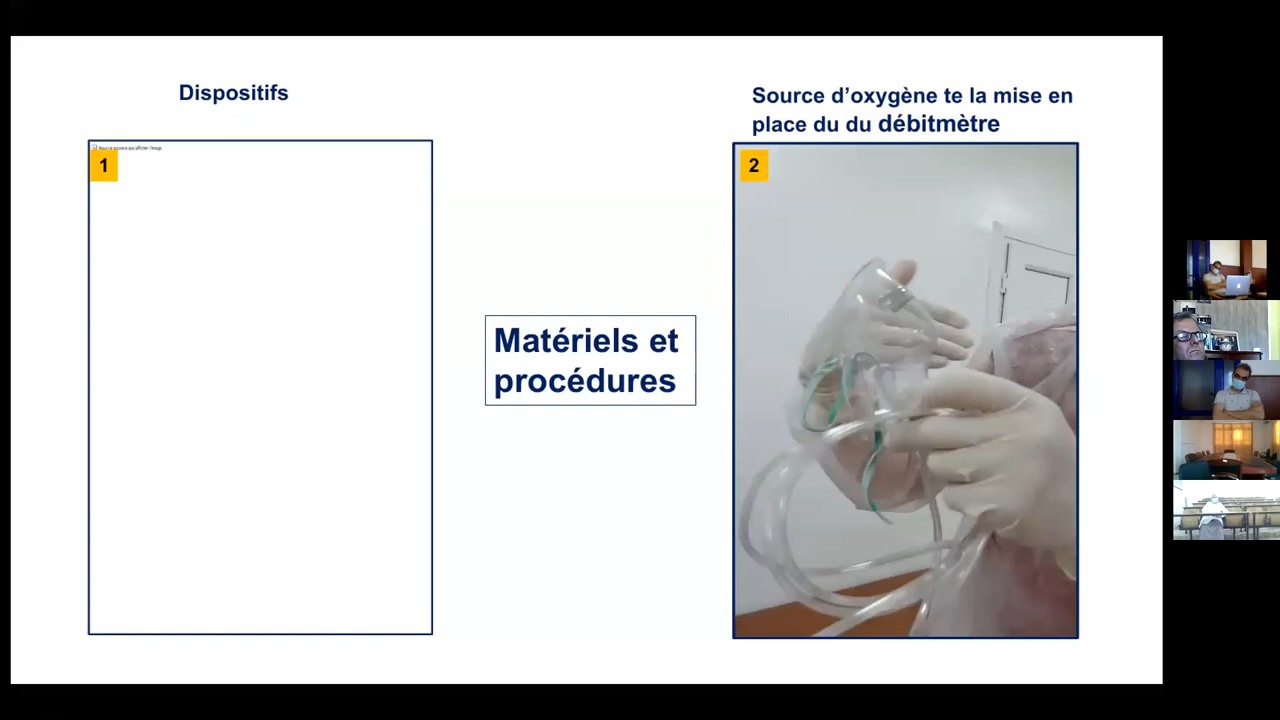 Dispositifs
Source d’oxygène te la mise en
place du du débitmètre
1
2
Matériels et
procédures